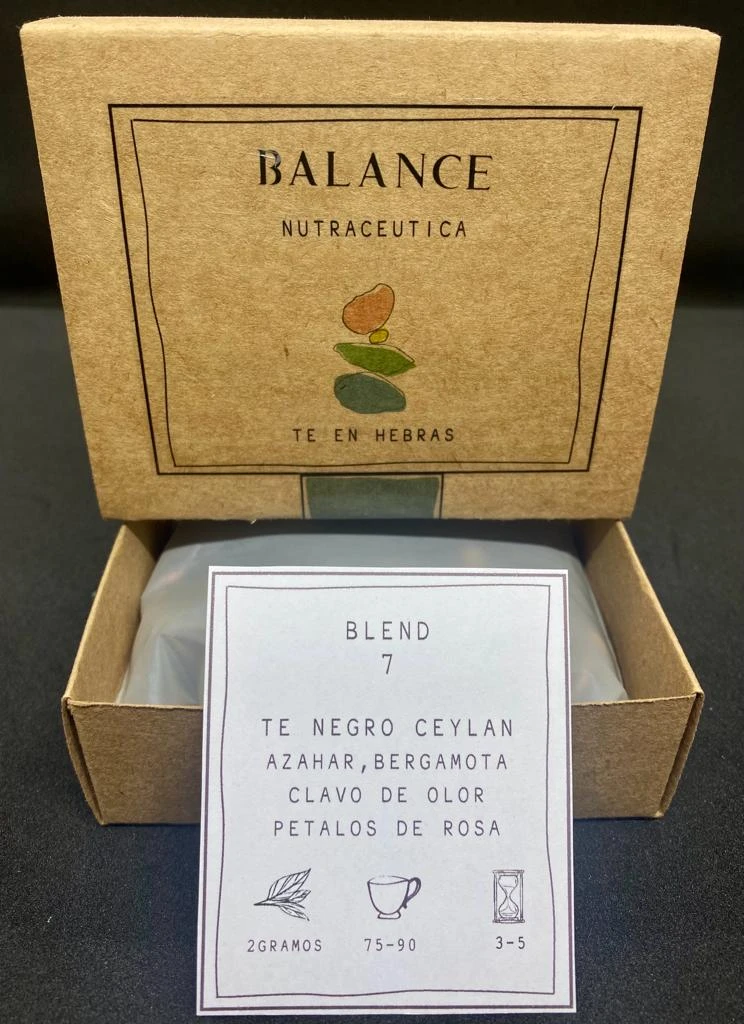 BALANCE
NUTRACEUTICA
TE EN HEBRAS
BLEND
7
TE NEGRO CEYLAN
AZAHAR,BERGAMOTA
CLAVO DE OLOR
PETALOS DE ROSA
2GRAMOS 75-90 3-5